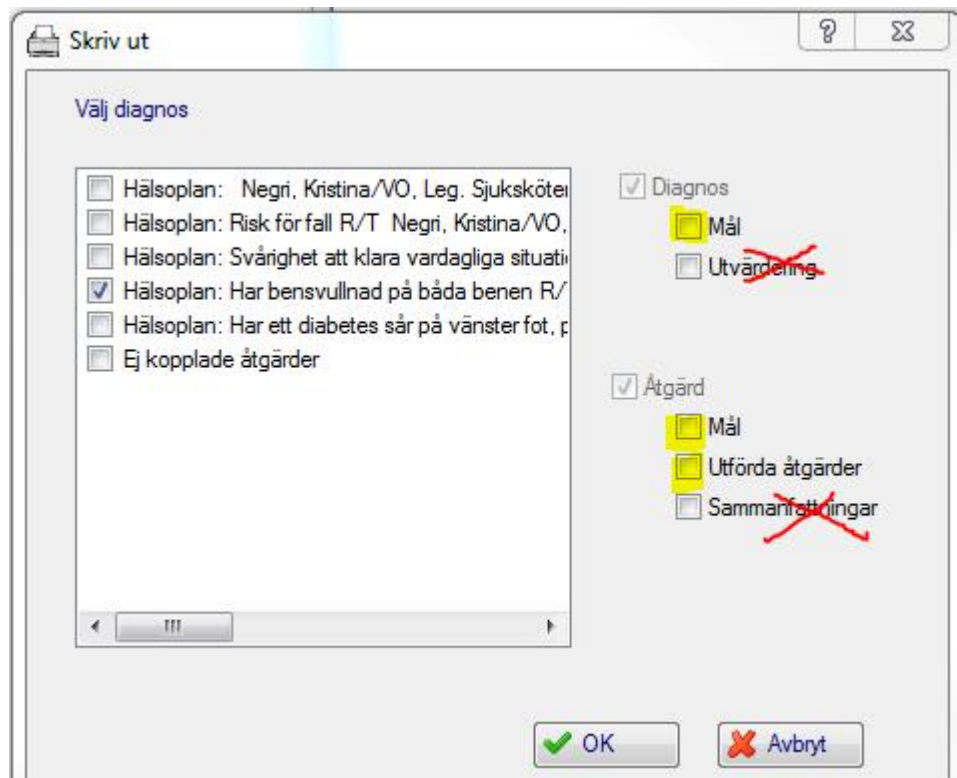 Skriv ut
Välj diagnos
Hälsoplan: Negri, Kristina/VO, Leg. Sjuksköter
Hälsoplan: Risk för fall R/T Negri, Kristina/VO,
Hälsoplan: Svårighet att klara vardagliga situati
Hälsoplan: Har bensvullnad på båda benen R/
Hälsoplan: Har ett diabetes sår på vänster fot, p
Ej kopplade åtgärder
Diagnos
Mål
Utvärdering
Åtgärd
Mål
Utförda åtgärder
Sammanfattningar
OK
Avbryt